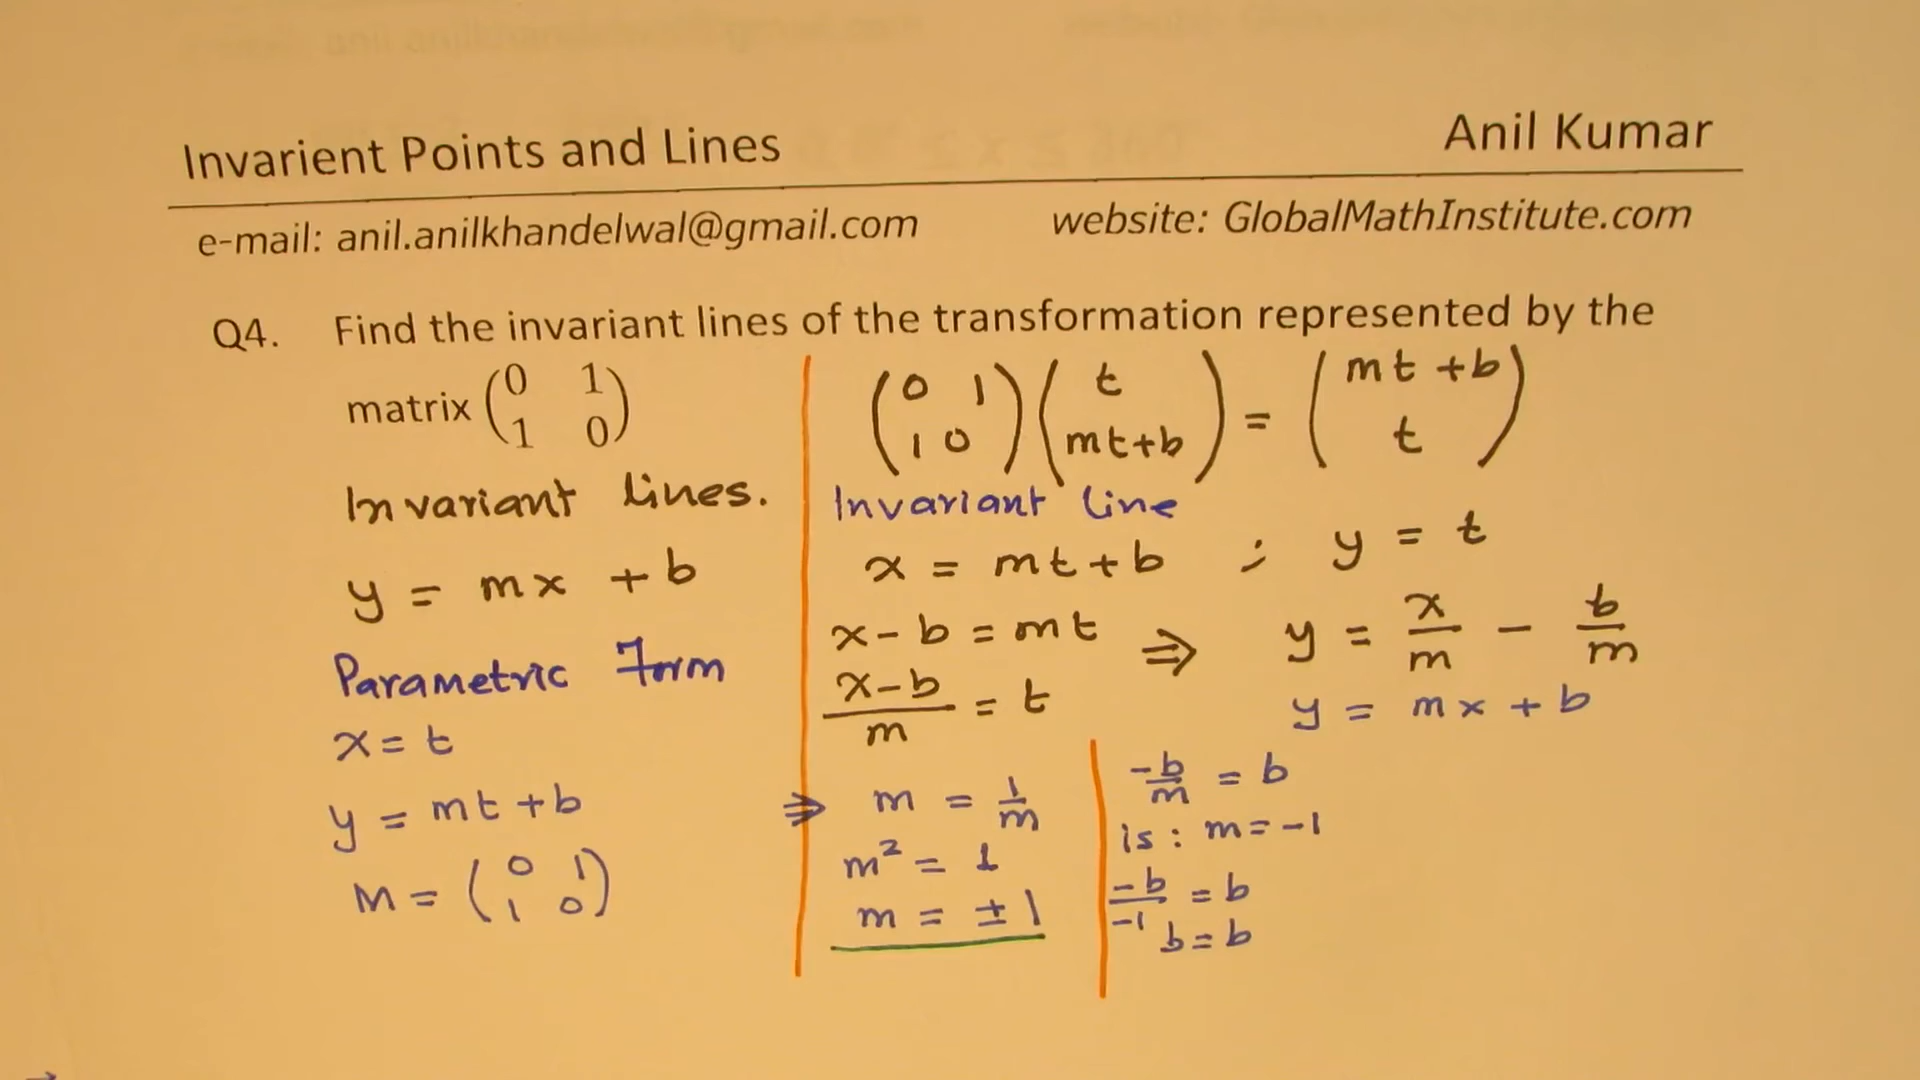 Invarient Points and Lines
Anil Kumar
e-mail: anil.anilkhandelwal@gmail.com
website: GlobalMathInstitute.com
Q4. Find the invariant lines of the transformation represented by the
matrix (0 1
1 0)
Invariant lines.
y = mx + b
Parametric Form
x = t
y = mt + b
M = (0 1
1 0)
(0 1
1 0) (t
mt+b) = (mt + b
t)
Invariant line
x = mt + b ; y = t
x - b = mt ⇒ y = x/m - b/m
(x-b)/m = t
y = mx + b
⇒ m = 1/m
m² = 1
m = ±1
-b/m = b
is : m = -1
-b/-1 = b
b = b